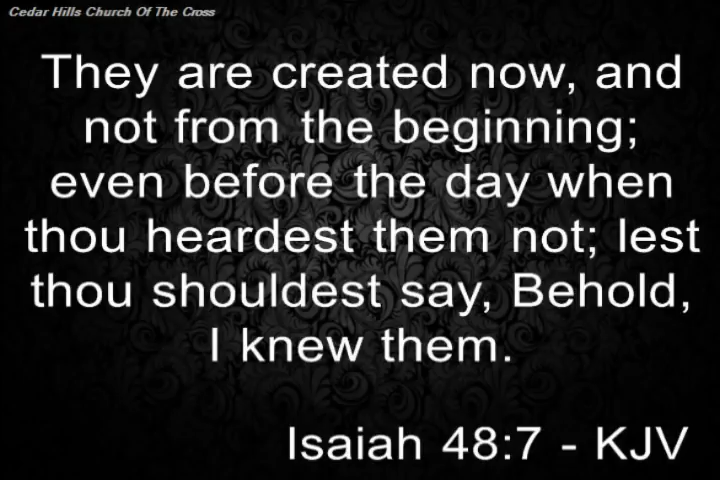 Cedar Hills Church Of The Cross
They are created now, and
not from the beginning;
even before the day when
thou heardest them not; lest
thou shouldest say, Behold,
I knew them.
Isaiah 48:7 - KJV